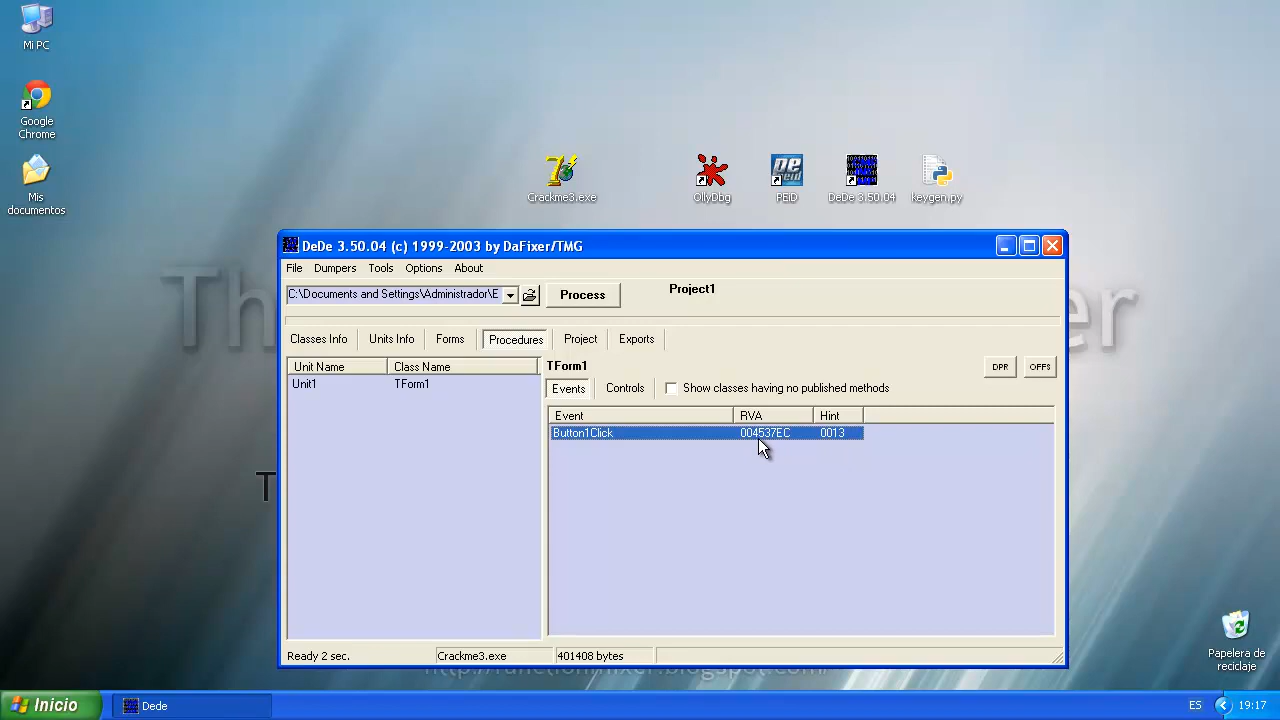 Mi PC
Google
Chrome
Mis
documentos
Crackme3.exe
OllyDbg
PEiD
DeDe 3.50.04
keygen.py
DeDe 3.50.04 (c) 1999-2003 by DaFixer/TMG
File Dumpers Tools Options About
C:\Documents and Settings\Administrador\E
Process
Project1
Classes Info Units Info Forms Procedures Project Exports
Unit Name Class Name
Unit1 TForm1
TForm1
DPR OFFS
Events Controls Show classes having no published methods
Event RVA Hint
Button1Click 004537EC 0013
Ready 2 sec. Crackme3.exe 401408 bytes
Papelera de
reciclaje
Inicio
Dede
ES
19:17